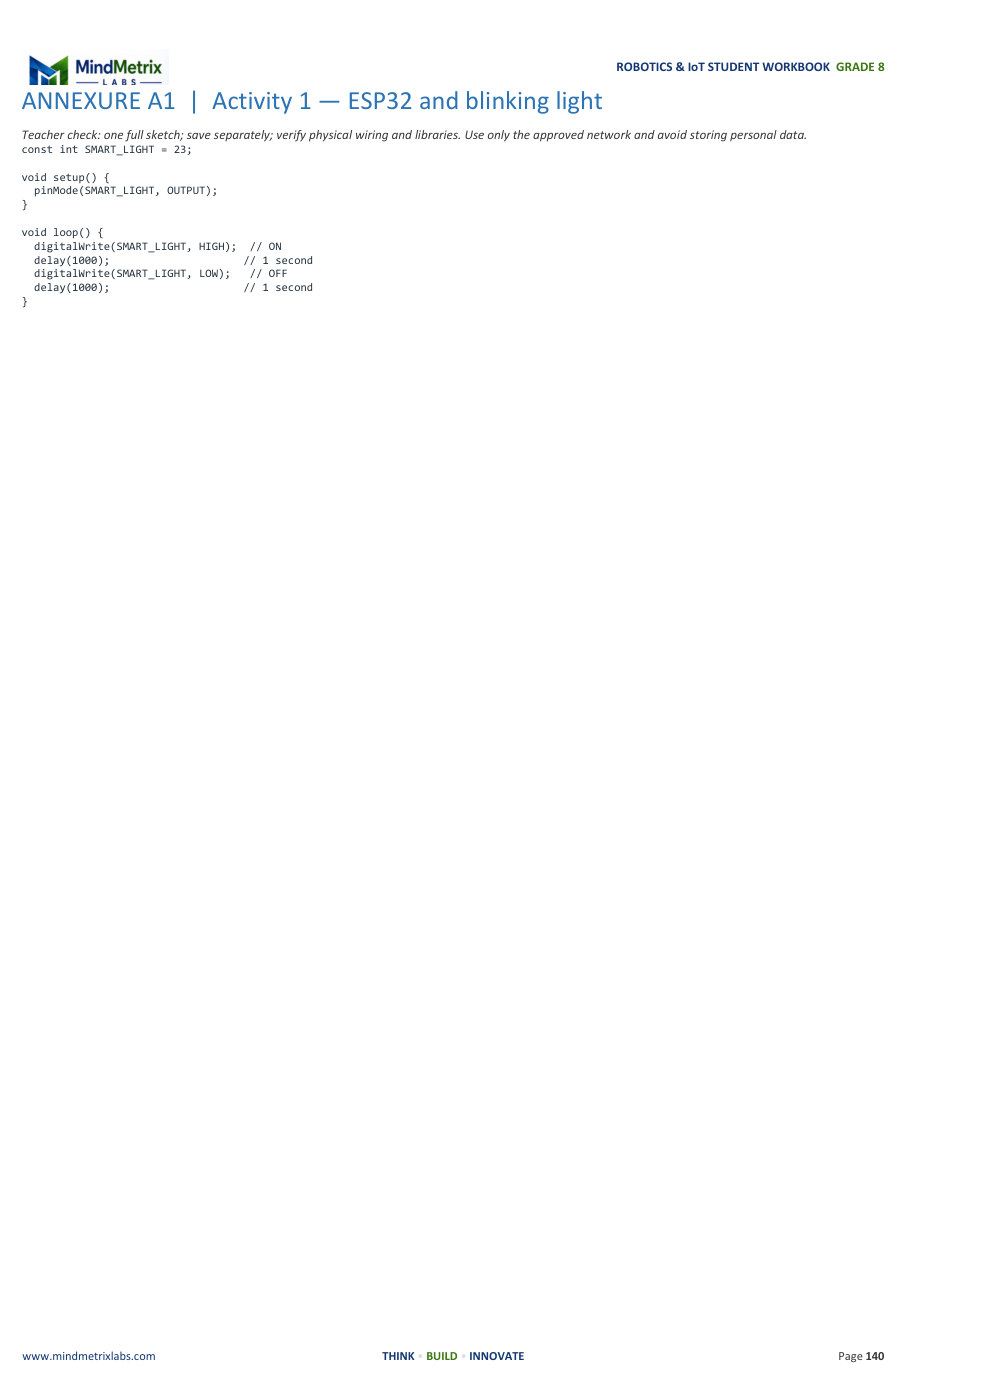 MindMetrix
LABS
ROBOTICS & IoT STUDENT WORKBOOK GRADE 8
ANNEXURE A1 | Activity 1 — ESP32 and blinking light
Teacher check: one full sketch; save separately; verify physical wiring and libraries. Use only the approved network and avoid storing personal data.
const int SMART_LIGHT = 23;

void setup() {
  pinMode(SMART_LIGHT, OUTPUT);
}

void loop() {
  digitalWrite(SMART_LIGHT, HIGH);  // ON
  delay(1000);                     // 1 second
  digitalWrite(SMART_LIGHT, LOW);   // OFF
  delay(1000);                     // 1 second
}
www.mindmetrixlabs.com
THINK • BUILD • INNOVATE
Page 140